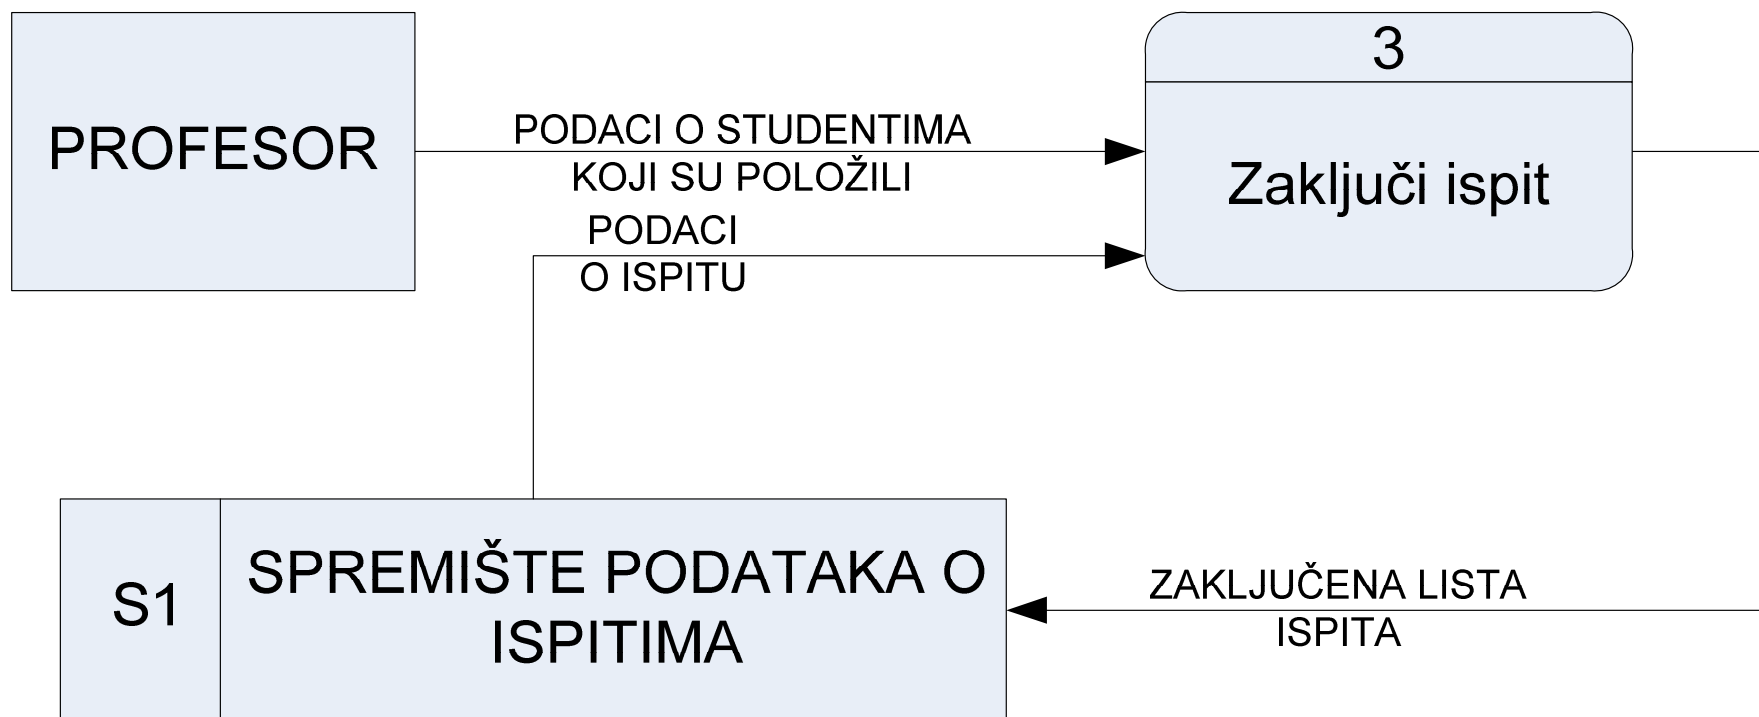 PROFESOR
PODACI O STUDENTIMA
KOJI SU POLOŽILI
3
Zaključi ispit
PODACI
O ISPITU
S1
SPREMIŠTE PODATAKA O
ISPITIMA
ZAKLJUČENA LISTA
ISPITA